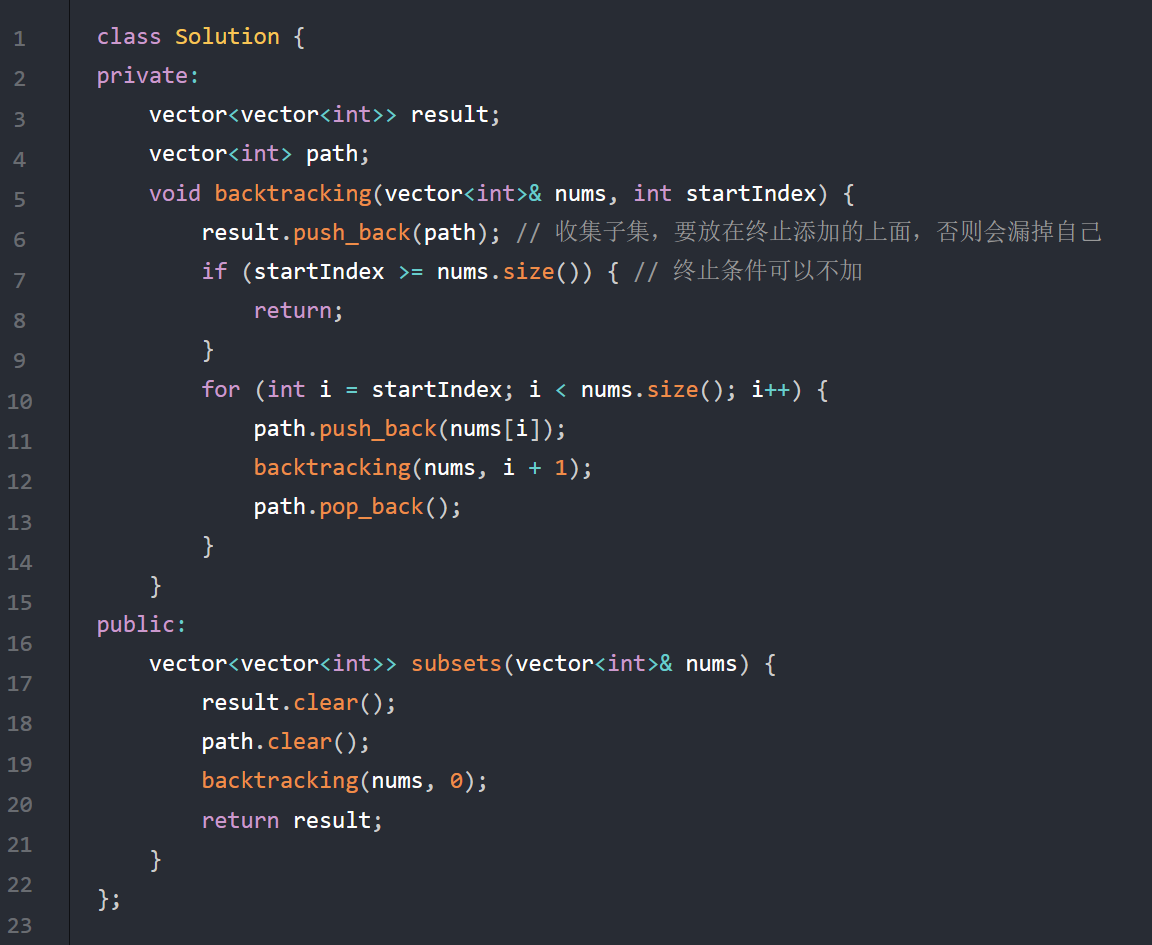 1 class Solution {
2 private:
3     vector<vector<int>> result;
4     vector<int> path;
5     void backtracking(vector<int>& nums, int startIndex) {
6         result.push_back(path); // 收集子集，要放在终止添加的上面，否则会漏掉自己
7         if (startIndex >= nums.size()) { // 终止条件可以不加
8             return;
9         }
10         for (int i = startIndex; i < nums.size(); i++) {
11             path.push_back(nums[i]);
12             backtracking(nums, i + 1);
13             path.pop_back();
14         }
15     }
16 public:
17     vector<vector<int>> subsets(vector<int>& nums) {
18         result.clear();
19         path.clear();
20         backtracking(nums, 0);
21         return result;
22     }
23 };